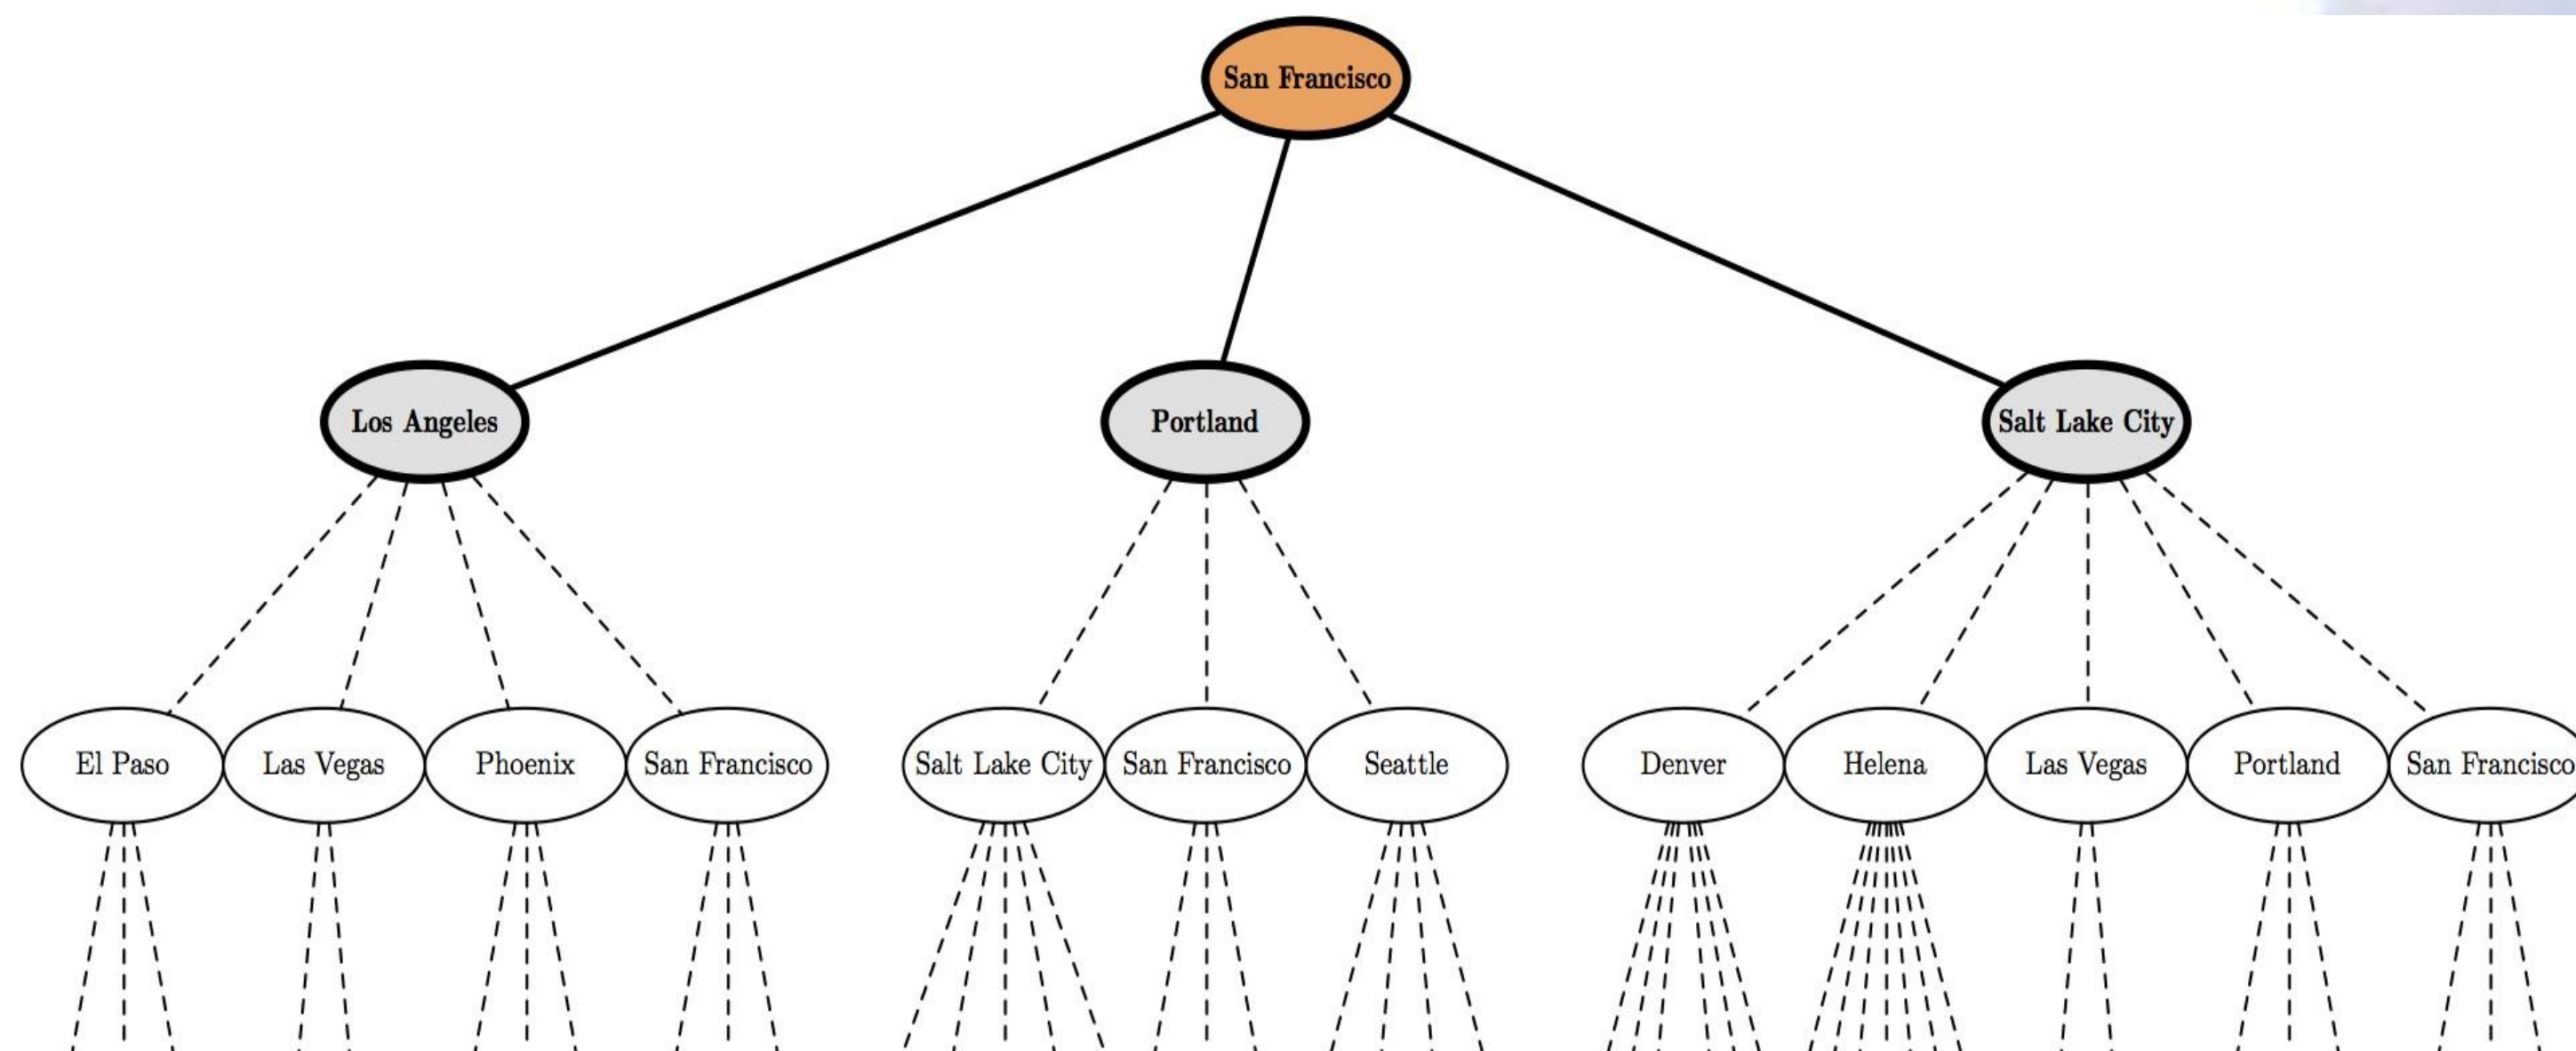 San Francisco
Los Angeles
Portland
Salt Lake City
El Paso
Las Vegas
Phoenix
San Francisco
Salt Lake City
San Francisco
Seattle
Denver
Helena
Las Vegas
Portland
San Francisco